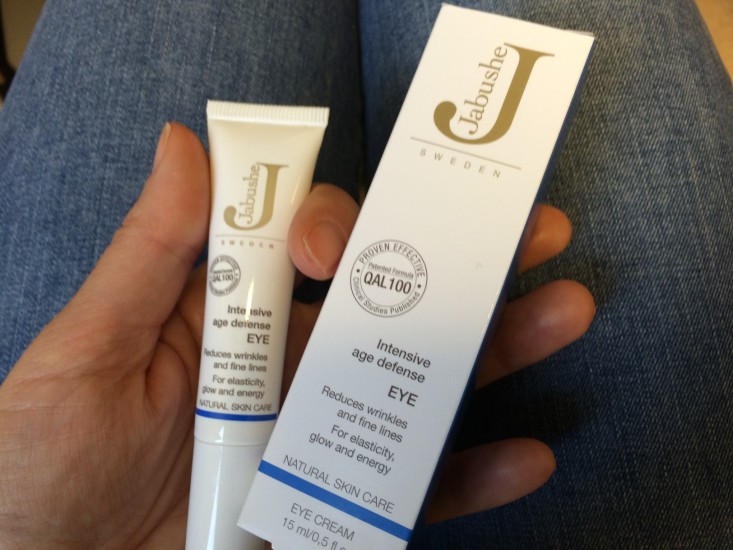 Jabushe
J
SWEDEN
QAL100
Intensive
age defense
EYE
Reduces wrinkles
and fine lines
For elasticity,
glow and energy
NATURAL SKIN CARE
Jabushe
J
SWEDEN
PROVEN EFFECTIVE
Patented Formula
QAL100
Clinical Studies Published
Intensive
age defense
EYE
Reduces wrinkles
and fine lines
For elasticity,
glow and energy
NATURAL SKIN CARE
EYE CREAM
15 ml/0,5 fl.o